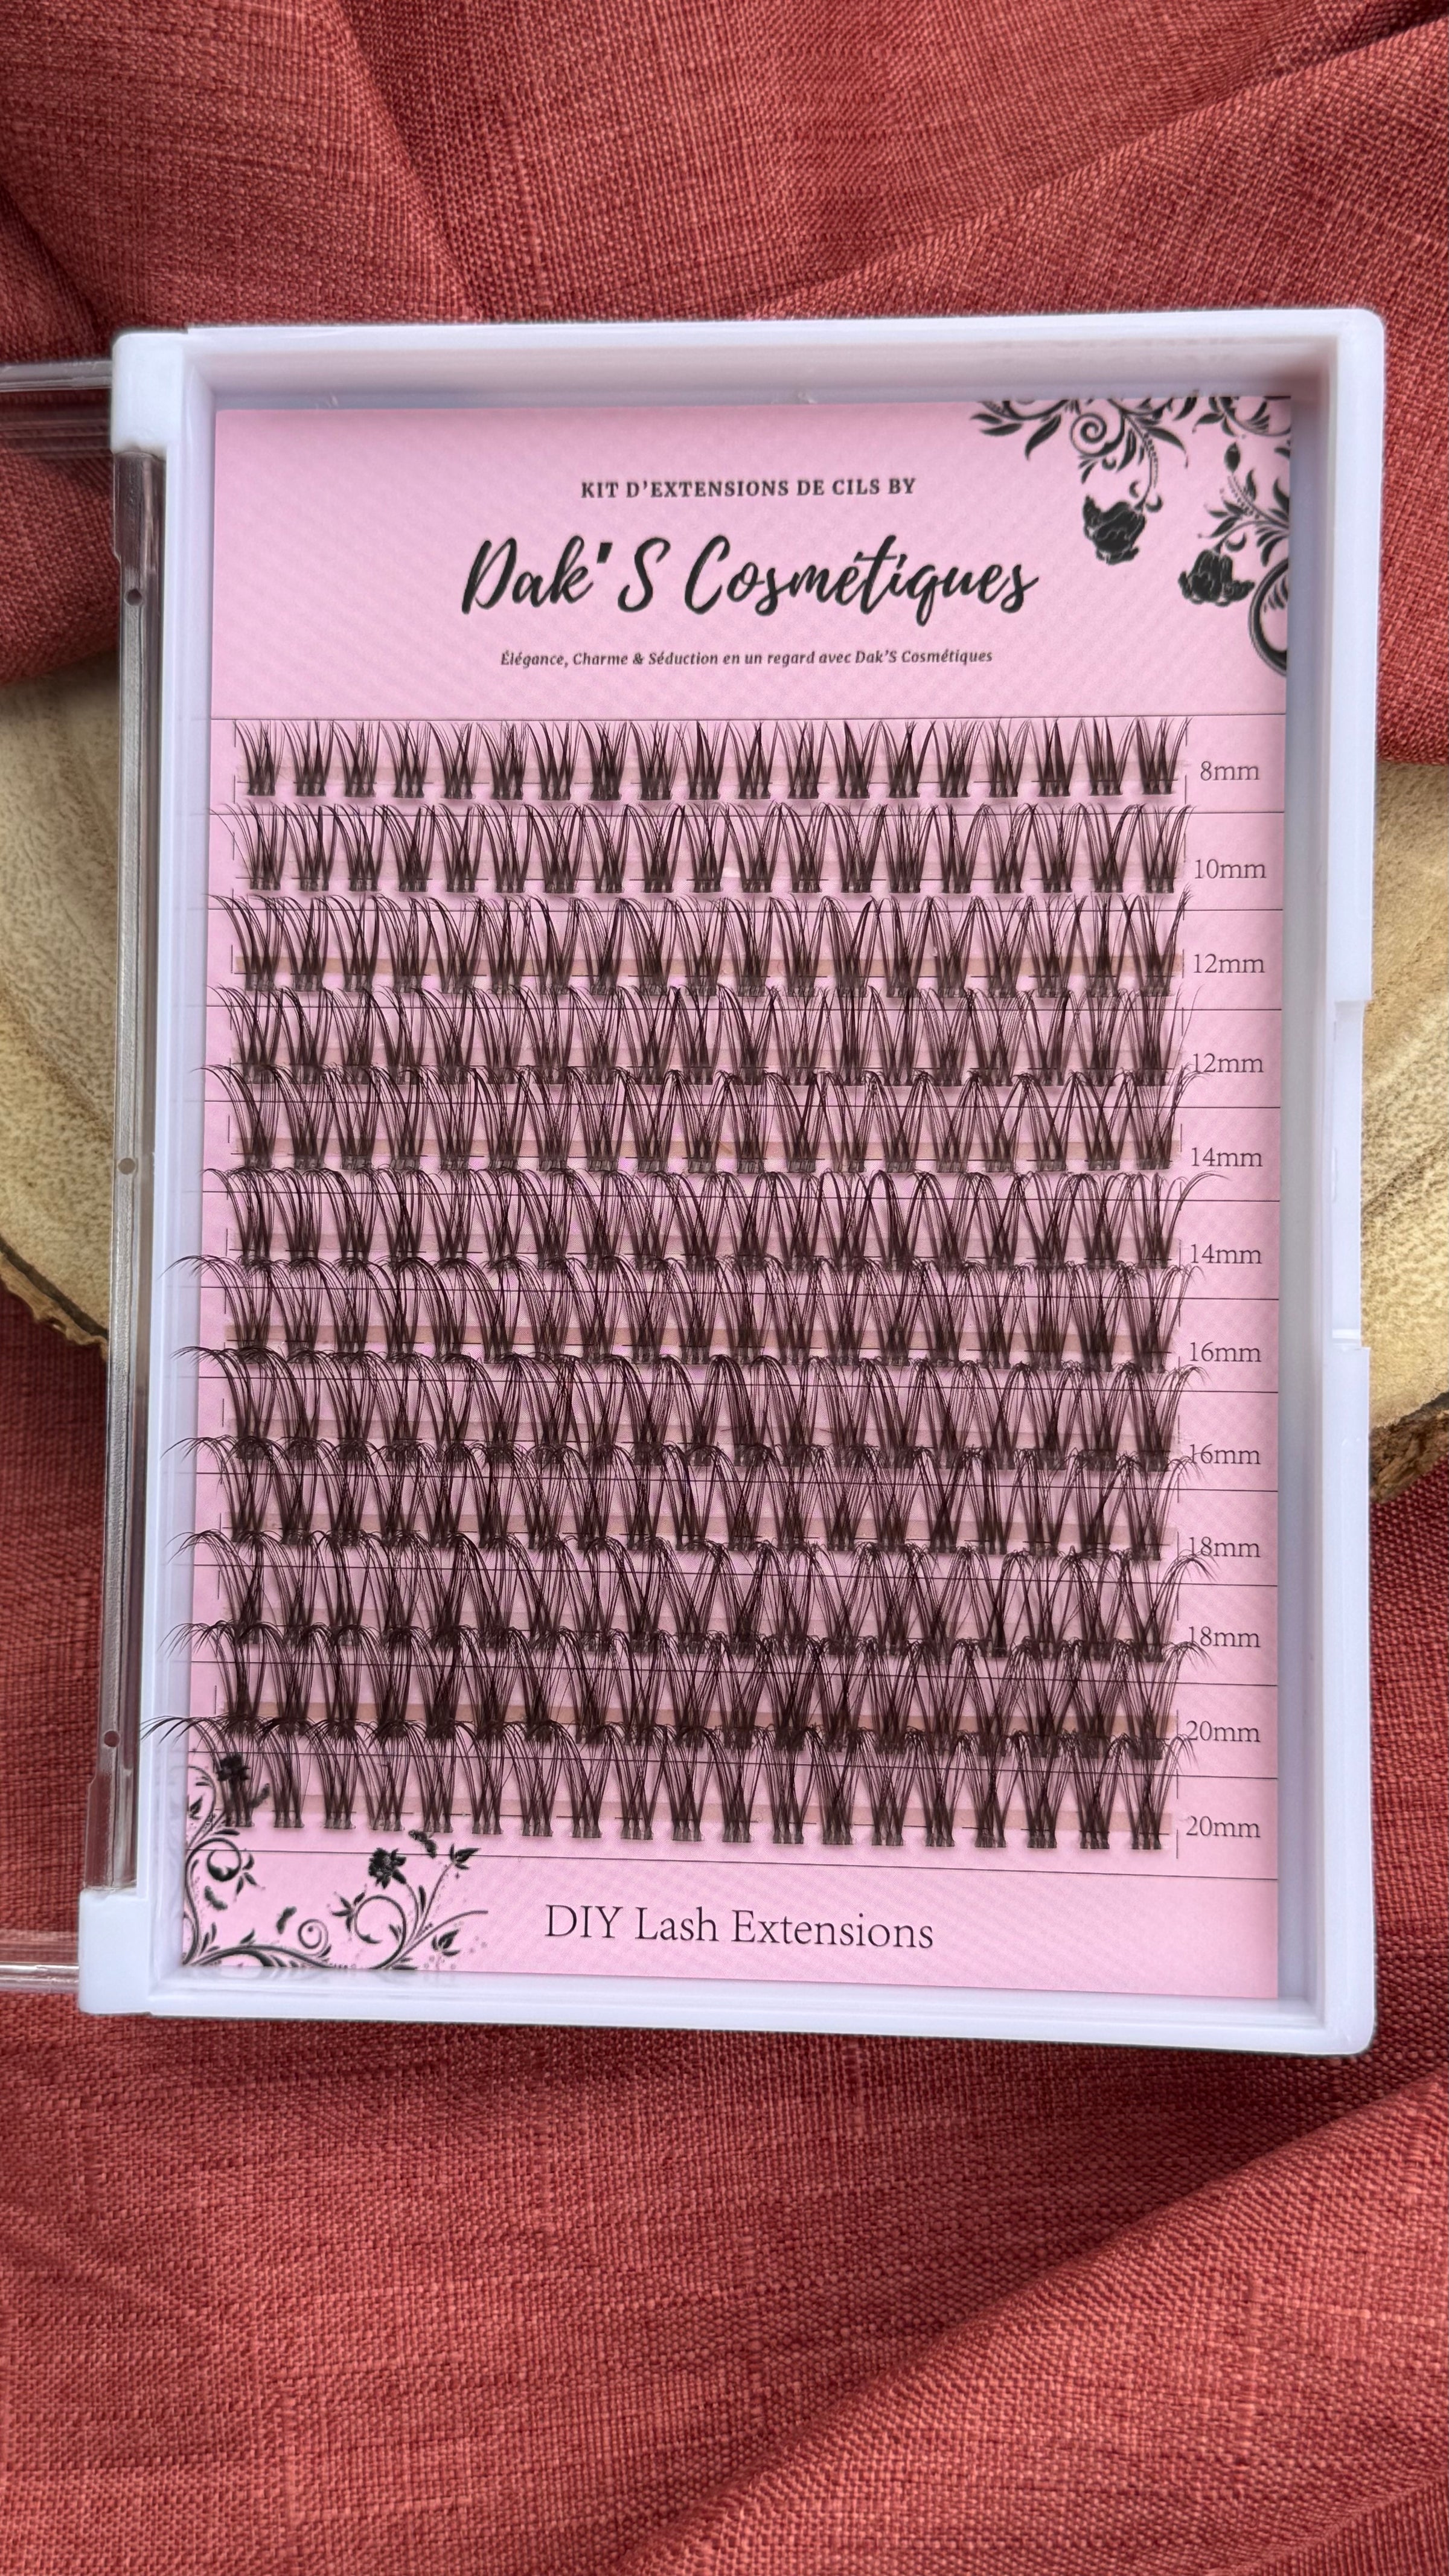 KIT D'EXTENSIONS DE CILS BY
Dak'S Cosmétiques
Élégance, Charme & Séduction en un regard avec Dak'S Cosmétiques
8mm
10mm
12mm
12mm
14mm
14mm
16mm
16mm
18mm
18mm
20mm
20mm
DIY Lash Extensions